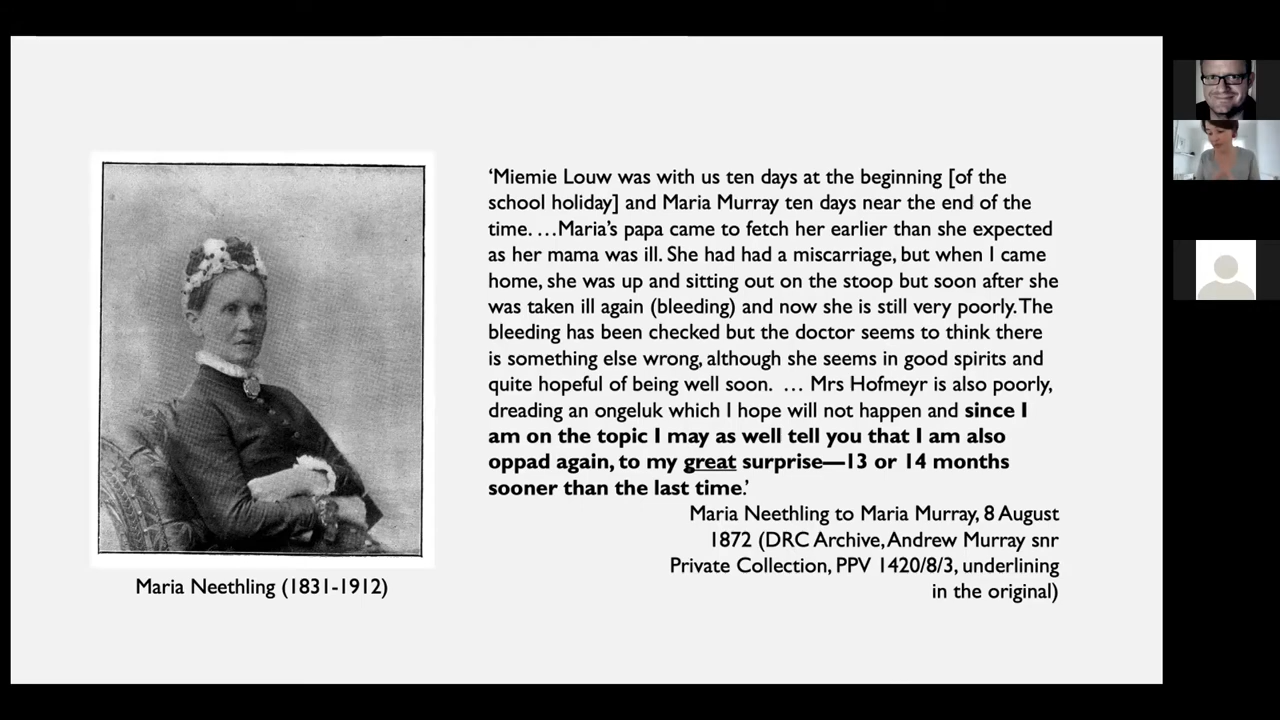 ‘Miemie Louw was with us ten days at the beginning [of the
school holiday] and Maria Murray ten days near the end of the
time. …Maria’s papa came to fetch her earlier than she expected
as her mama was ill. She had had a miscarriage, but when I came
home, she was up and sitting out on the stoop but soon after she
was taken ill again (bleeding) and now she is still very poorly. The
bleeding has been checked but the doctor seems to think there
is something else wrong, although she seems in good spirits and
quite hopeful of being well soon. … Mrs Hofmeyr is also poorly,
dreading an ongeluk which I hope will not happen and since I
am on the topic I may as well tell you that I am also
oppad again, to my great surprise—13 or 14 months
sooner than the last time.’
Maria Neethling to Maria Murray, 8 August
1872 (DRC Archive, Andrew Murray snr
Private Collection, PPV 1420/8/3, underlining
in the original)
Maria Neethling (1831-1912)